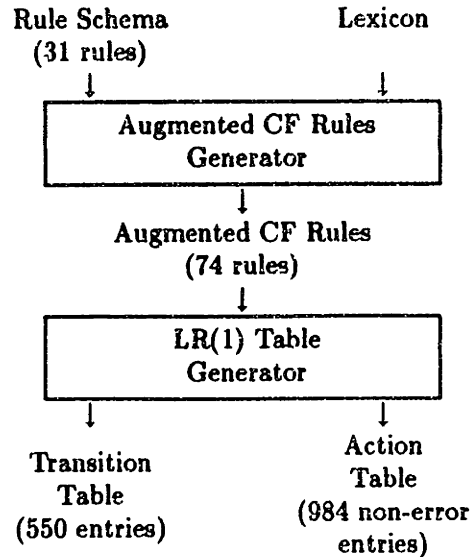 Rule Schema
(31 rules)
Lexicon
Augmented CF Rules
Generator
Augmented CF Rules
(74 rules)
LR(1) Table
Generator
Transition
Table
(550 entries)
Action
Table
(984 non-error
entries)